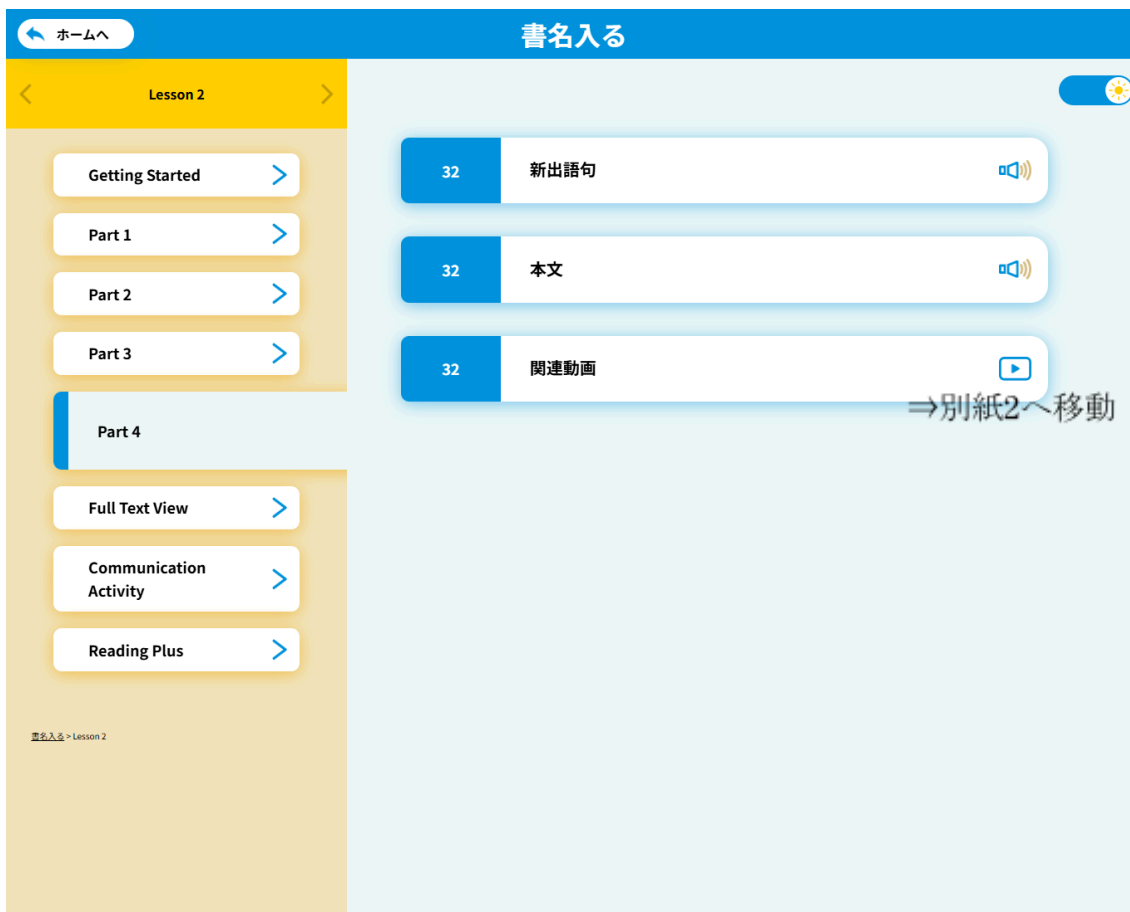 ホームへ
書名入る
Lesson 2
Getting Started
Part 1
Part 2
Part 3
Part 4
Full Text View
Communication
Activity
Reading Plus
書名入る > Lesson 2
32 新出語句
32 本文
32 関連動画
⇒別紙2へ移動